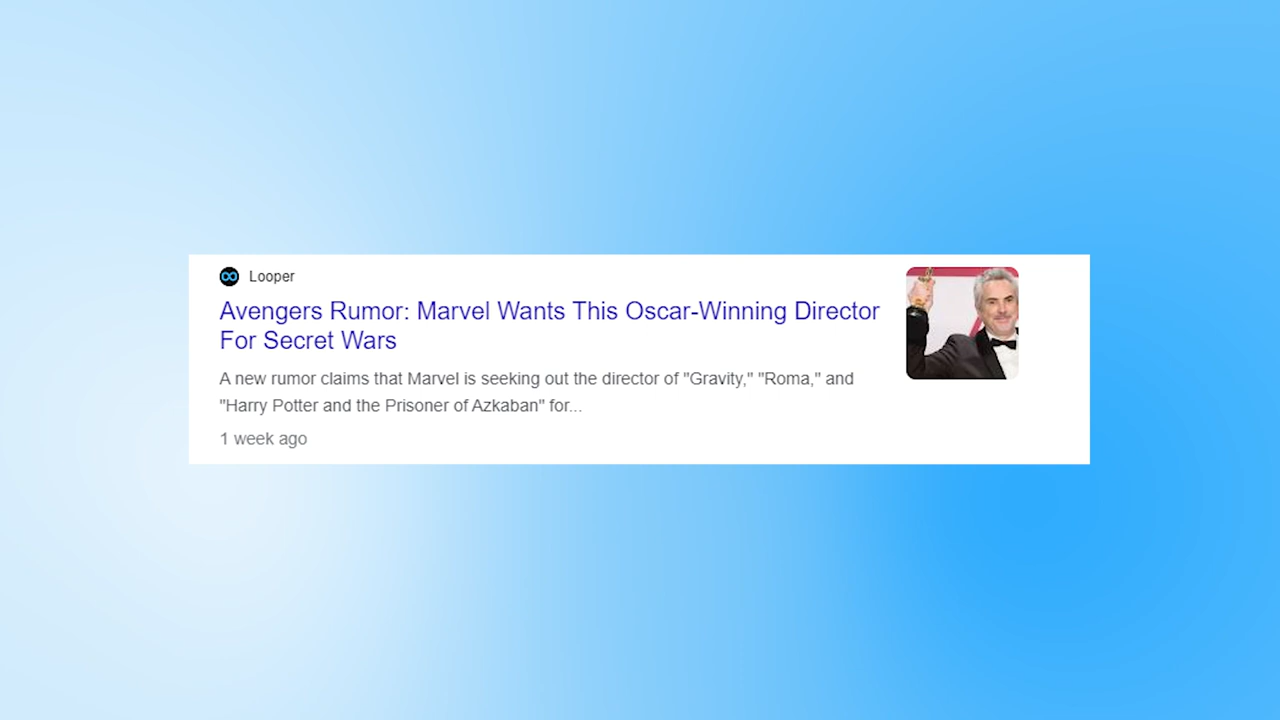 Looper
Avengers Rumor: Marvel Wants This Oscar-Winning Director
For Secret Wars
A new rumor claims that Marvel is seeking out the director of "Gravity," "Roma," and
"Harry Potter and the Prisoner of Azkaban" for...
1 week ago